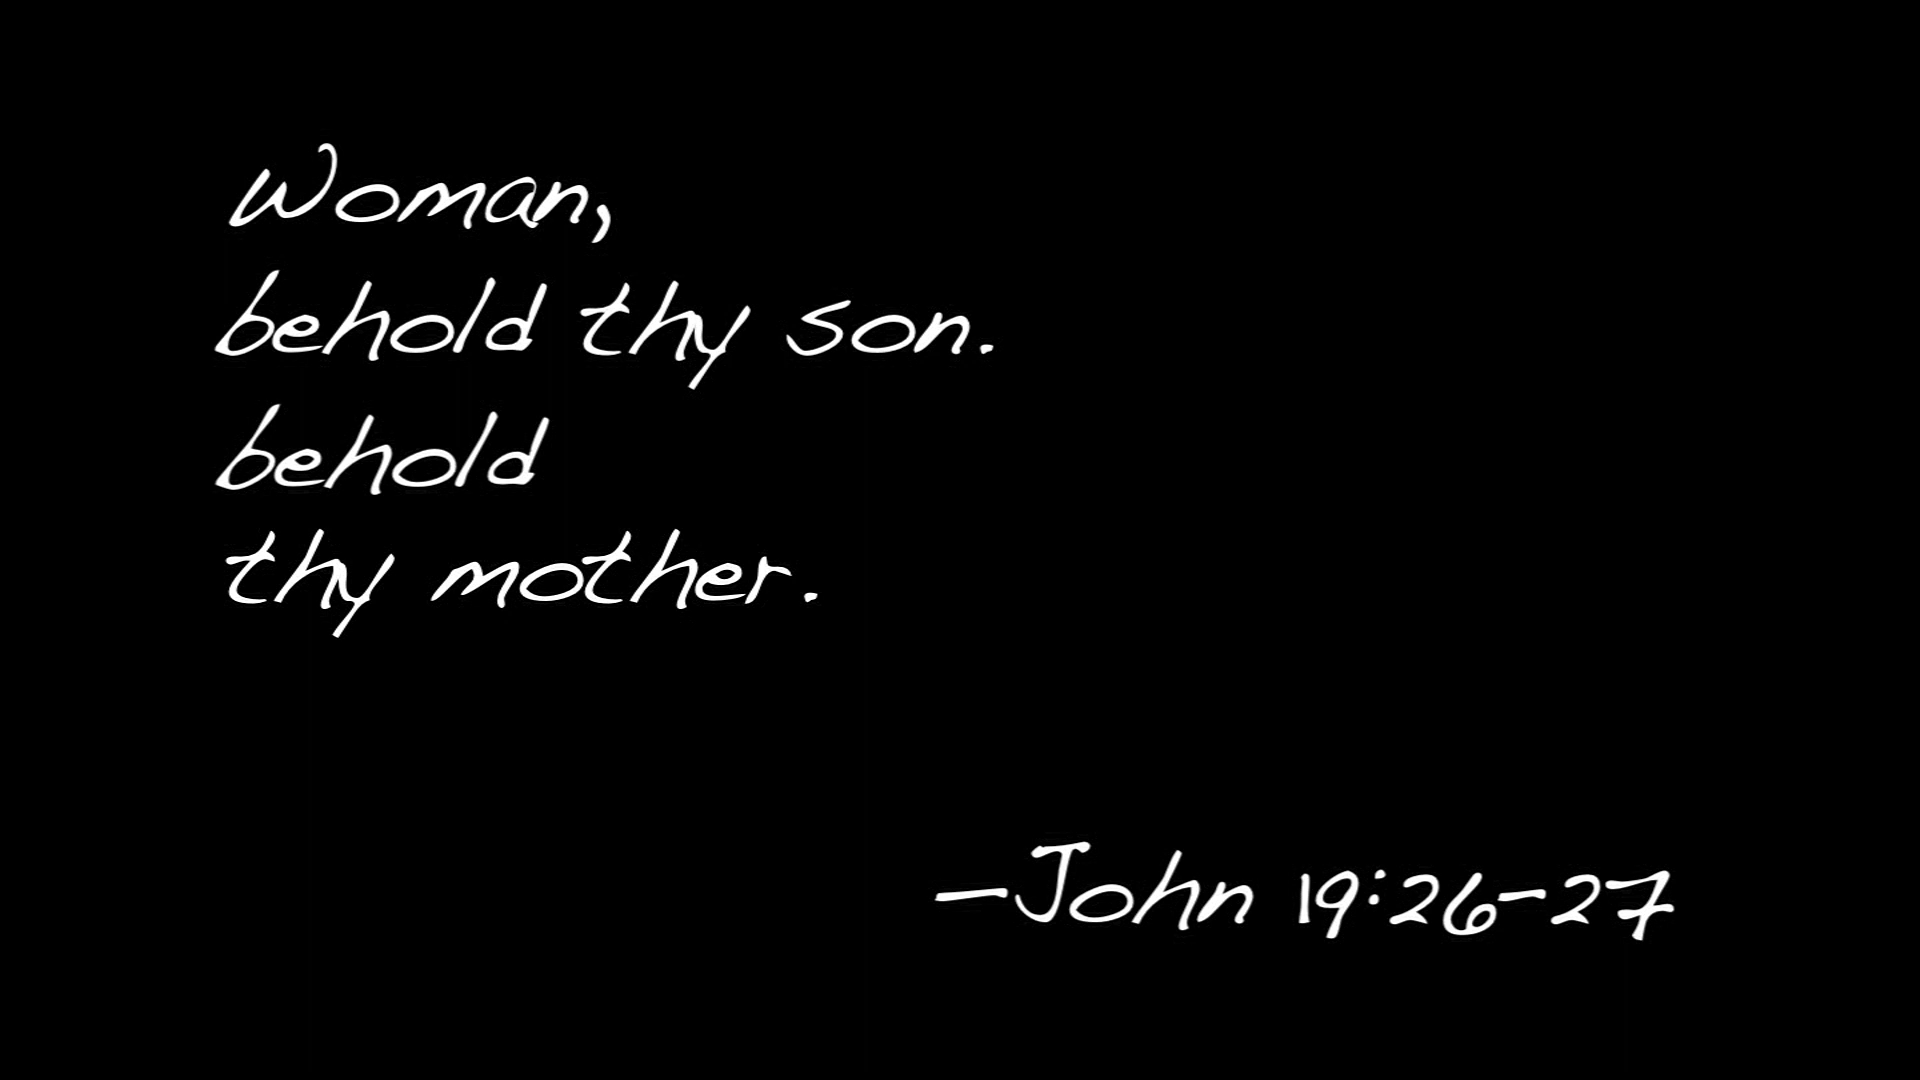 Woman,
behold thy son.
behold
thy mother.
–John 19:26-27